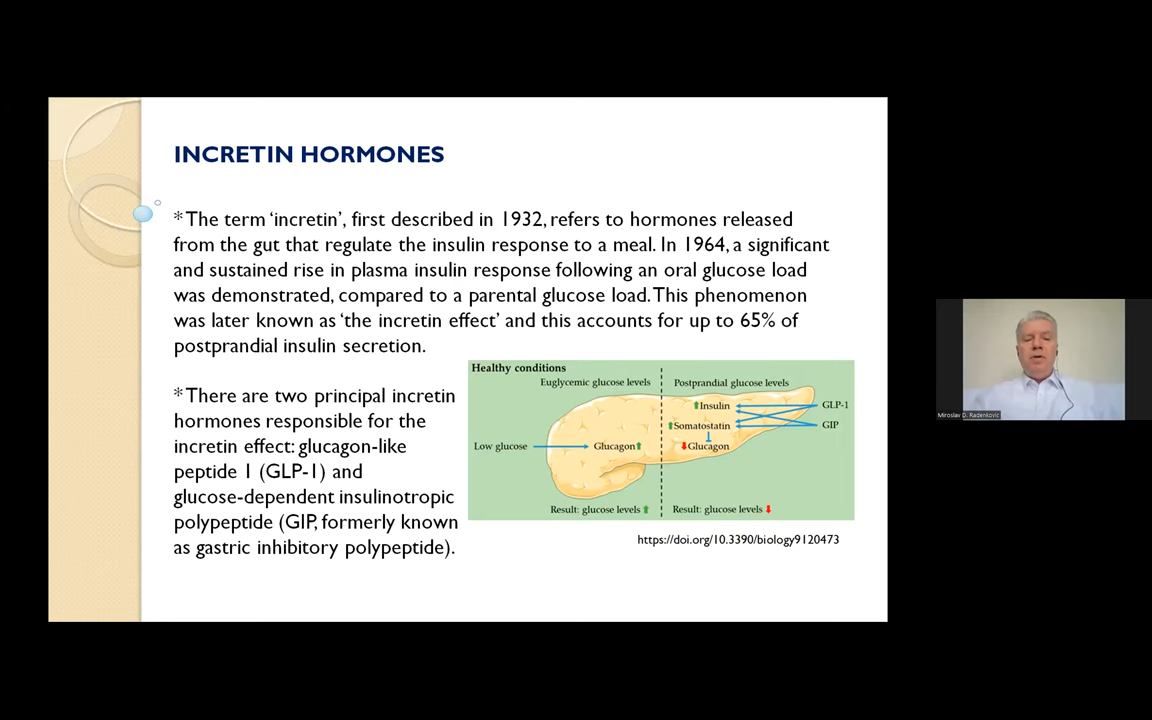 INCRETIN HORMONES
* The term ‘incretin’, first described in 1932, refers to hormones released
from the gut that regulate the insulin response to a meal. In 1964, a significant
and sustained rise in plasma insulin response following an oral glucose load
was demonstrated, compared to a parental glucose load. This phenomenon
was later known as ‘the incretin effect’ and this accounts for up to 65% of
postprandial insulin secretion.
* There are two principal incretin
hormones responsible for the
incretin effect: glucagon-like
peptide 1 (GLP-1) and
glucose-dependent insulinotropic
polypeptide (GIP, formerly known
as gastric inhibitory polypeptide).
Healthy conditions
Euglycemic glucose levels
Postprandial glucose levels
Insulin
GLP-1
Somatostatin
GIP
Low glucose
Glucagon
Glucagon
Result: glucose levels
Result: glucose levels
https://doi.org/10.3390/biology9120473
Miroslav D. Radenkovic